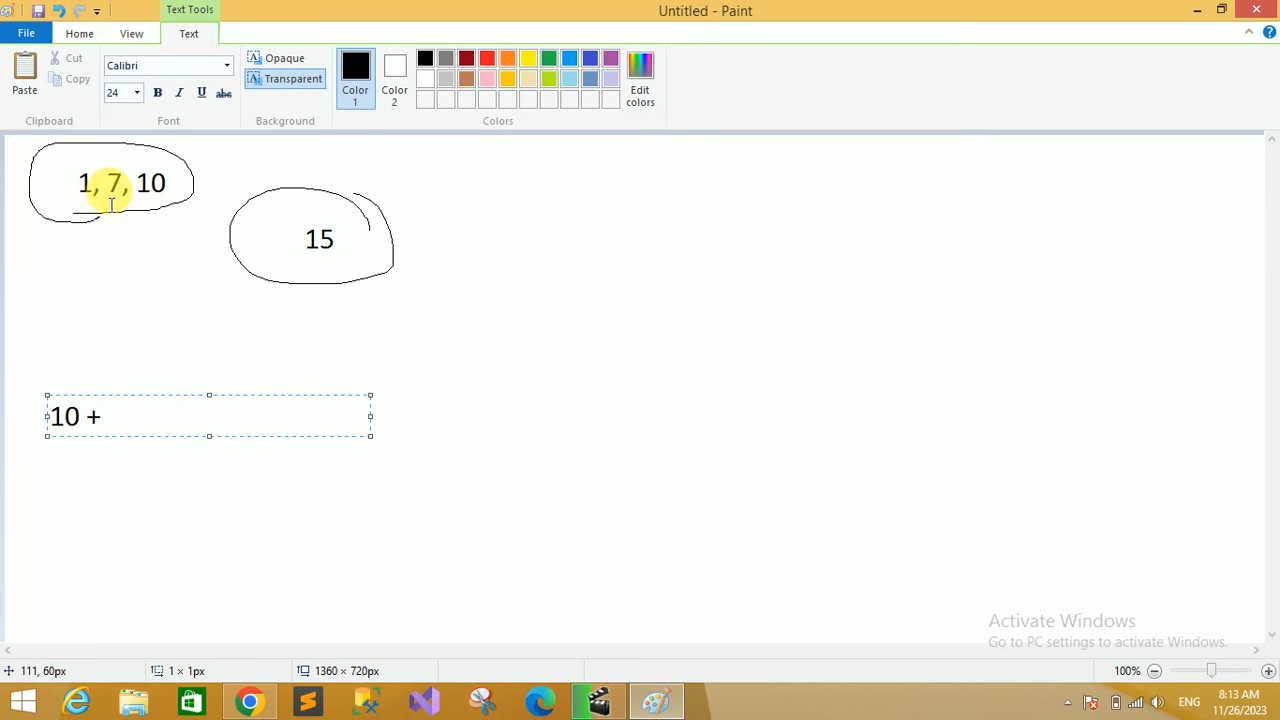 Text Tools
Untitled - Paint
File
Home
View
Text
Paste
Cut
Copy
Calibri
24
B
I
U
abc
Opaque
Transparent
Color
1
Color
2
Edit
colors
Clipboard
Font
Background
Colors
1, 7, 10
15
10 +
Activate Windows
Go to PC settings to activate Windows.
111, 60px
1 × 1px
1360 × 720px
100%
ENG
8:13 AM
11/26/2023